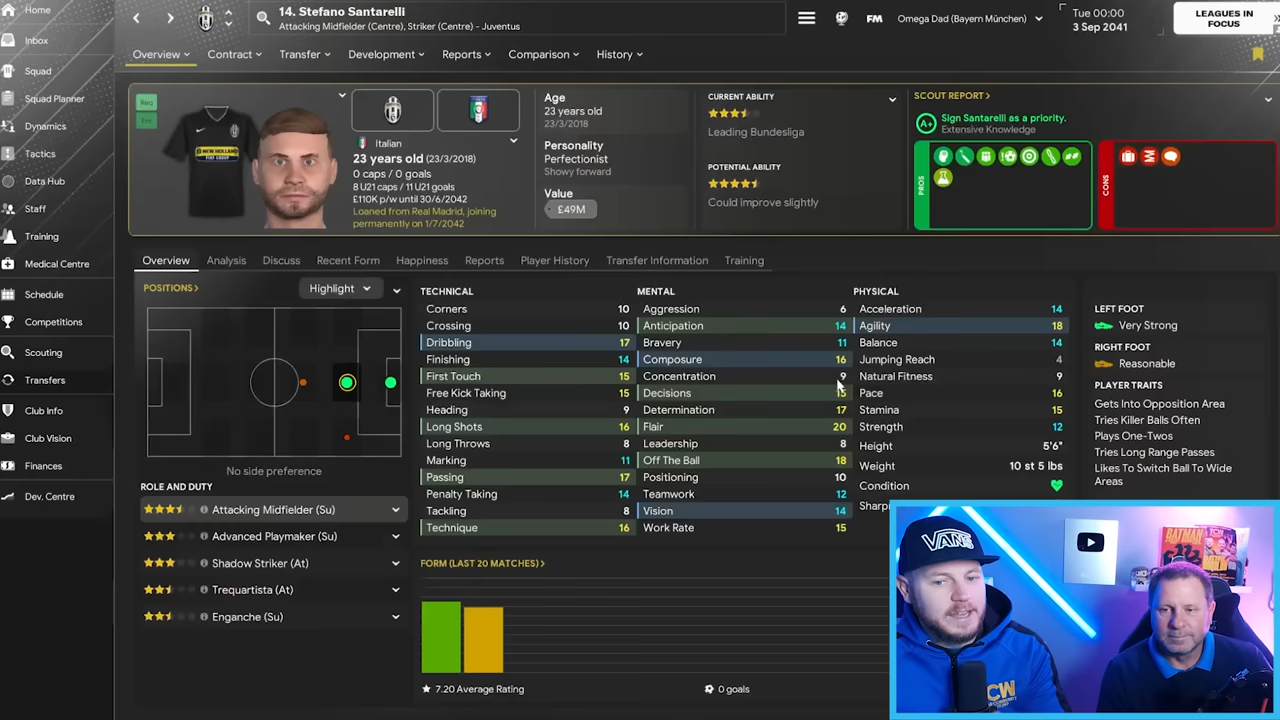 Home
Inbox
Squad
Squad Planner
Dynamics
Tactics
Data Hub
Staff
Training
Medical Centre
Schedule
Competitions
Scouting
Transfers
Club Info
Club Vision
Finances
Dev. Centre
14. Stefano Santarelli
Attacking Midfielder (Centre), Striker (Centre) - Juventus
FM
Omega Dad (Bayern München)
Tue 00:00
3 Sep 2041
LEAGUES IN
FOCUS
Overview
Contract
Transfer
Development
Reports
Comparison
History
Req
Trn
NEW HOLLAND
Italian
23 years old (23/3/2018)
0 caps / 0 goals
8 U21 caps / 11 U21 goals
£110K p/w until 30/6/2042
Loaned from Real Madrid, joining
permanently on 1/7/2042
Age
23 years old
23/3/2018
Personality
Perfectionist
Showy forward
Value
£49M
CURRENT ABILITY
Leading Bundesliga
POTENTIAL ABILITY
Could improve slightly
SCOUT REPORT >
A+
Sign Santarelli as a priority.
Extensive Knowledge
PROS
CONS
Overview
Analysis
Discuss
Recent Form
Happiness
Reports
Player History
Transfer Information
Training
POSITIONS >
Highlight
No side preference
ROLE AND DUTY
Attacking Midfielder (Su)
Advanced Playmaker (Su)
Shadow Striker (At)
Trequartista (At)
Enganche (Su)
TECHNICAL
Corners 10
Crossing 10
Dribbling 17
Finishing 14
First Touch 15
Free Kick Taking 15
Heading 9
Long Shots 16
Long Throws 8
Marking 11
Passing 17
Penalty Taking 14
Tackling 8
Technique 16
MENTAL
Aggression 6
Anticipation 14
Bravery 11
Composure 16
Concentration 9
Decisions 15
Determination 17
Flair 20
Leadership 8
Off The Ball 18
Positioning 10
Teamwork 12
Vision 14
Work Rate 15
PHYSICAL
Acceleration 14
Agility 18
Balance 14
Jumping Reach 4
Natural Fitness 9
Pace 16
Stamina 15
Strength 12
Height 5'6"
Weight 10 st 5 lbs
Condition
LEFT FOOT
Very Strong
RIGHT FOOT
Reasonable
PLAYER TRAITS
Gets Into Opposition Area
Tries Killer Balls Often
Plays One-Twos
Tries Long Range Passes
Likes To Switch Ball To Wide
Areas
FORM (LAST 20 MATCHES) >
7.20 Average Rating
0 goals
VANS
BATMAN
CW